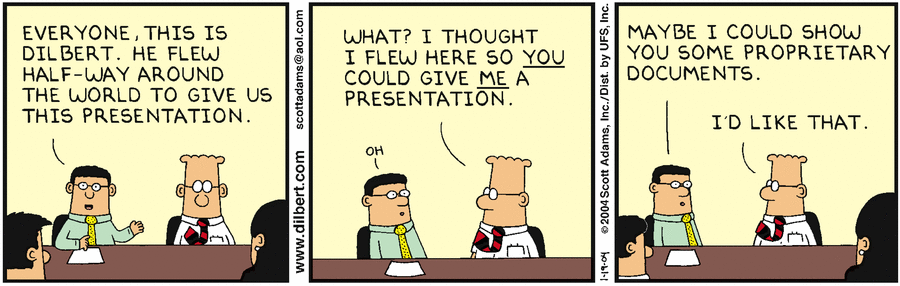 EVERYONE, THIS IS
DILBERT. HE FLEW
HALF-WAY AROUND
THE WORLD TO GIVE US
THIS PRESENTATION.
www.dilbert.com scottadams@aol.com
WHAT? I THOUGHT
I FLEW HERE SO YOU
COULD GIVE ME A
PRESENTATION.
OH
1-19-04 © 2004 Scott Adams, Inc./Dist. by UFS, Inc.
MAYBE I COULD SHOW
YOU SOME PROPRIETARY
DOCUMENTS.
I'D LIKE THAT.